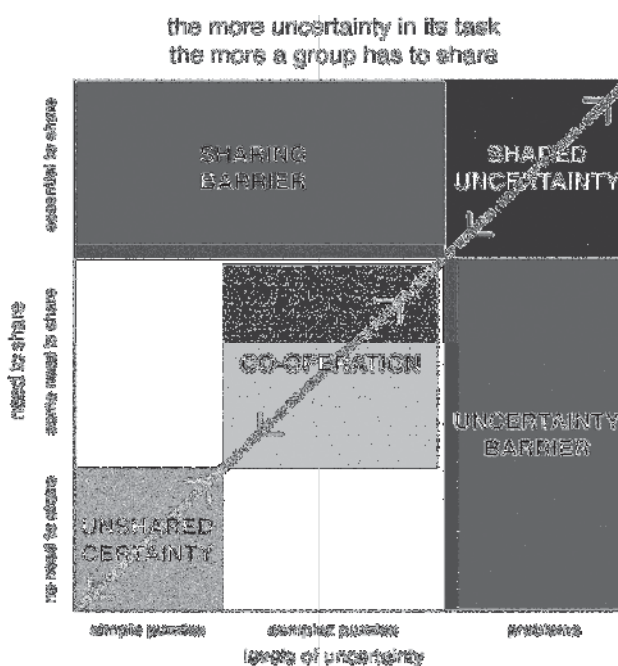 the more uncertainty in its task
the more a group has to share
essential to share
SHARING
BARRIER
SHARED
UNCERTAINTY
need to share
some need to share
CO-OPERATION
UNCERTAINTY
BARRIER
no need to share
UNSHARED
CERTAINTY
simple puzzles
complex puzzles
problems
levels of uncertainty